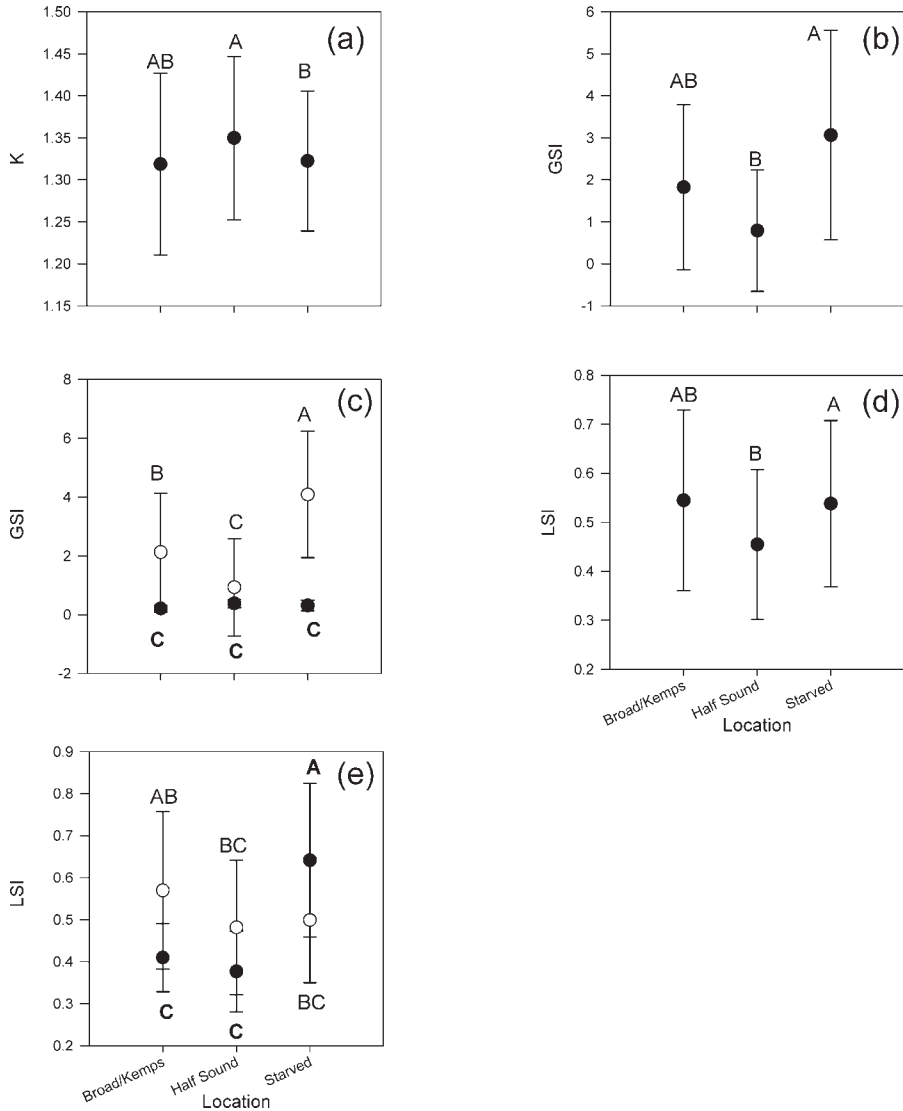 (a)
K
1.50
1.45
1.40
1.35
1.30
1.25
1.20
1.15
AB
A
B
(b)
GSI
6
5
4
3
2
1
0
-1
AB
B
A
(c)
GSI
8
6
4
2
0
-2
B
C
A
C
C
C
(d)
LSI
0.8
0.7
0.6
0.5
0.4
0.3
0.2
AB
B
A
Broad/Kemps
Half Sound
Starved
Location
(e)
LSI
0.9
0.8
0.7
0.6
0.5
0.4
0.3
0.2
AB
BC
A
C
C
BC
Broad/Kemps
Half Sound
Starved
Location